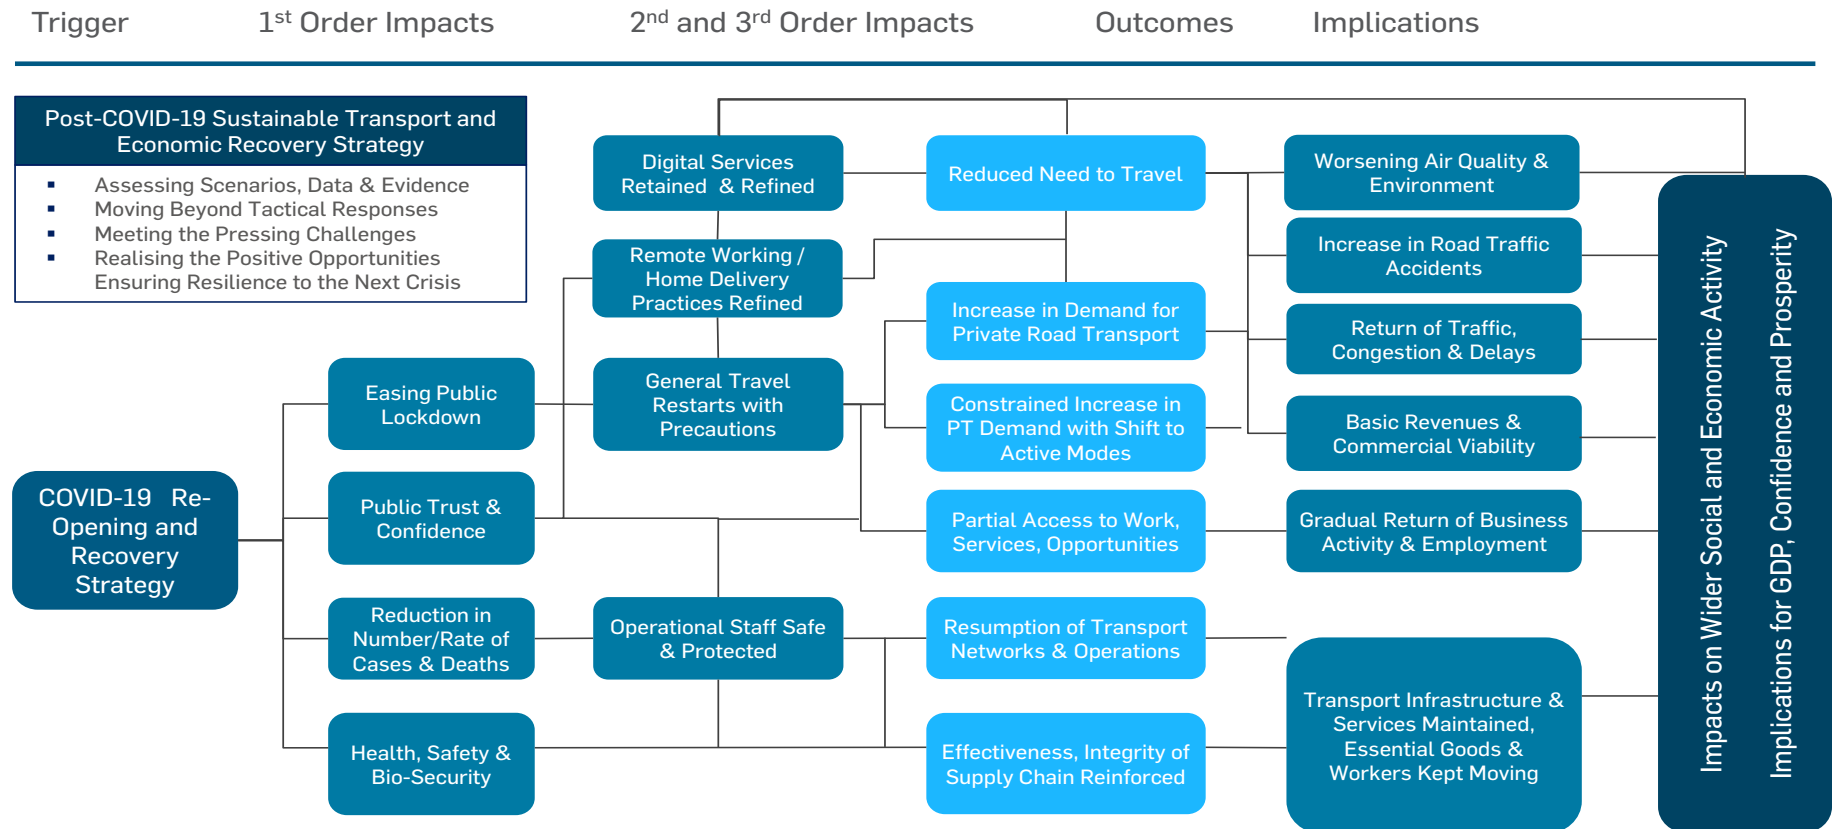 Trigger
1st Order Impacts
2nd and 3rd Order Impacts
Outcomes
Implications
Post-COVID-19 Sustainable Transport and
Economic Recovery Strategy
▪ Assessing Scenarios, Data & Evidence
▪ Moving Beyond Tactical Responses
▪ Meeting the Pressing Challenges
▪ Realising the Positive Opportunities
Ensuring Resilience to the Next Crisis
COVID-19 Re-
Opening and
Recovery
Strategy
Easing Public
Lockdown
Public Trust &
Confidence
Reduction in
Number/Rate of
Cases & Deaths
Health, Safety &
Bio-Security
Digital Services
Retained & Refined
Remote Working /
Home Delivery
Practices Refined
General Travel
Restarts with
Precautions
Operational Staff Safe
& Protected
Reduced Need to Travel
Increase in Demand for
Private Road Transport
Constrained Increase in
PT Demand with Shift to
Active Modes
Partial Access to Work,
Services, Opportunities
Resumption of Transport
Networks & Operations
Effectiveness, Integrity of
Supply Chain Reinforced
Worsening Air Quality &
Environment
Increase in Road Traffic
Accidents
Return of Traffic,
Congestion & Delays
Basic Revenues &
Commercial Viability
Gradual Return of Business
Activity & Employment
Transport Infrastructure &
Services Maintained,
Essential Goods &
Workers Kept Moving
Impacts on Wider Social and Economic Activity
Implications for GDP, Confidence and Prosperity